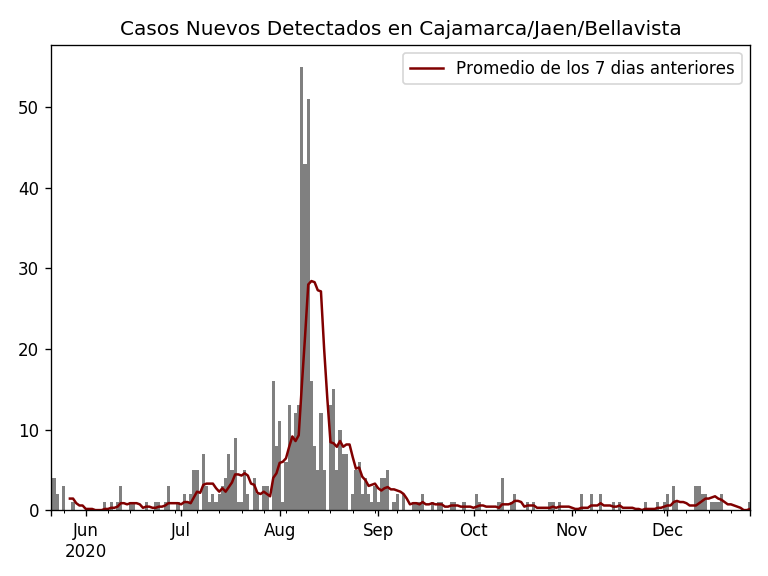 Casos Nuevos Detectados en Cajamarca/Jaen/Bellavista
Promedio de los 7 dias anteriores
50
40
30
20
10
0
Jun Jul Aug Sep Oct Nov Dec
2020